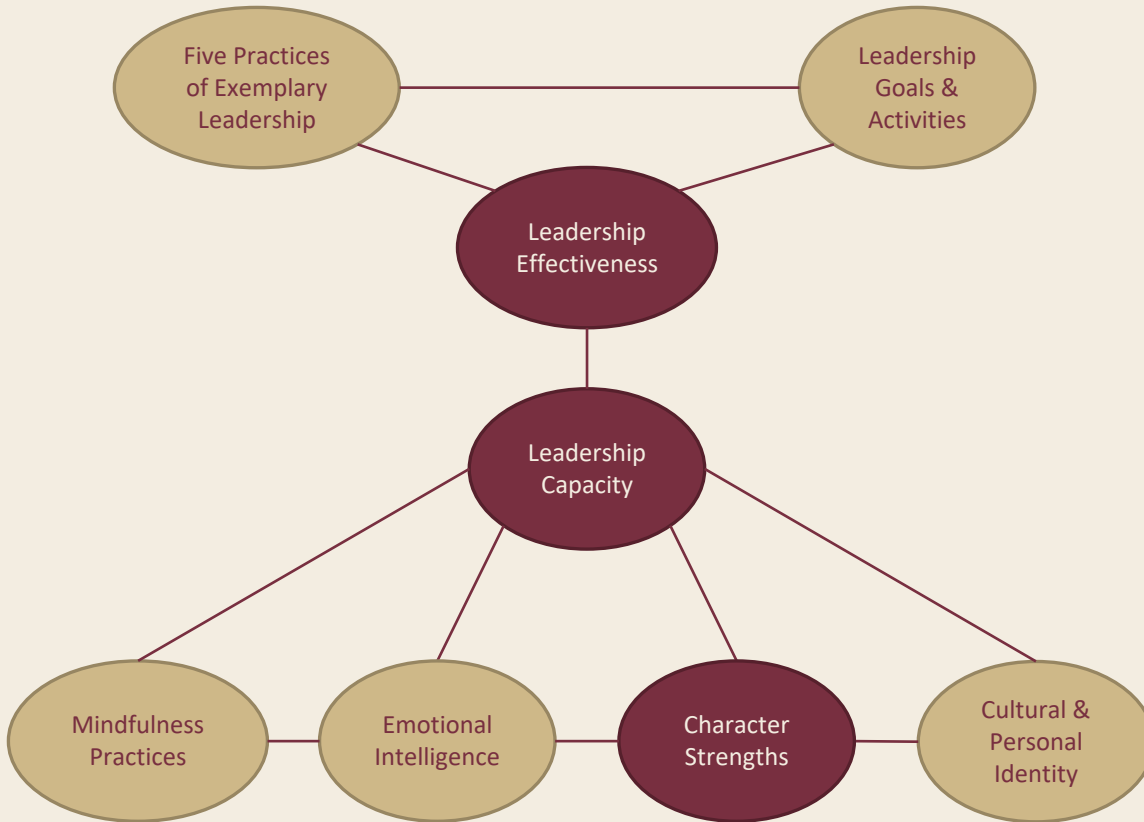 Five Practices
of Exemplary
Leadership
Leadership
Goals &
Activities
Leadership
Effectiveness
Leadership
Capacity
Mindfulness
Practices
Emotional
Intelligence
Character
Strengths
Cultural &
Personal
Identity